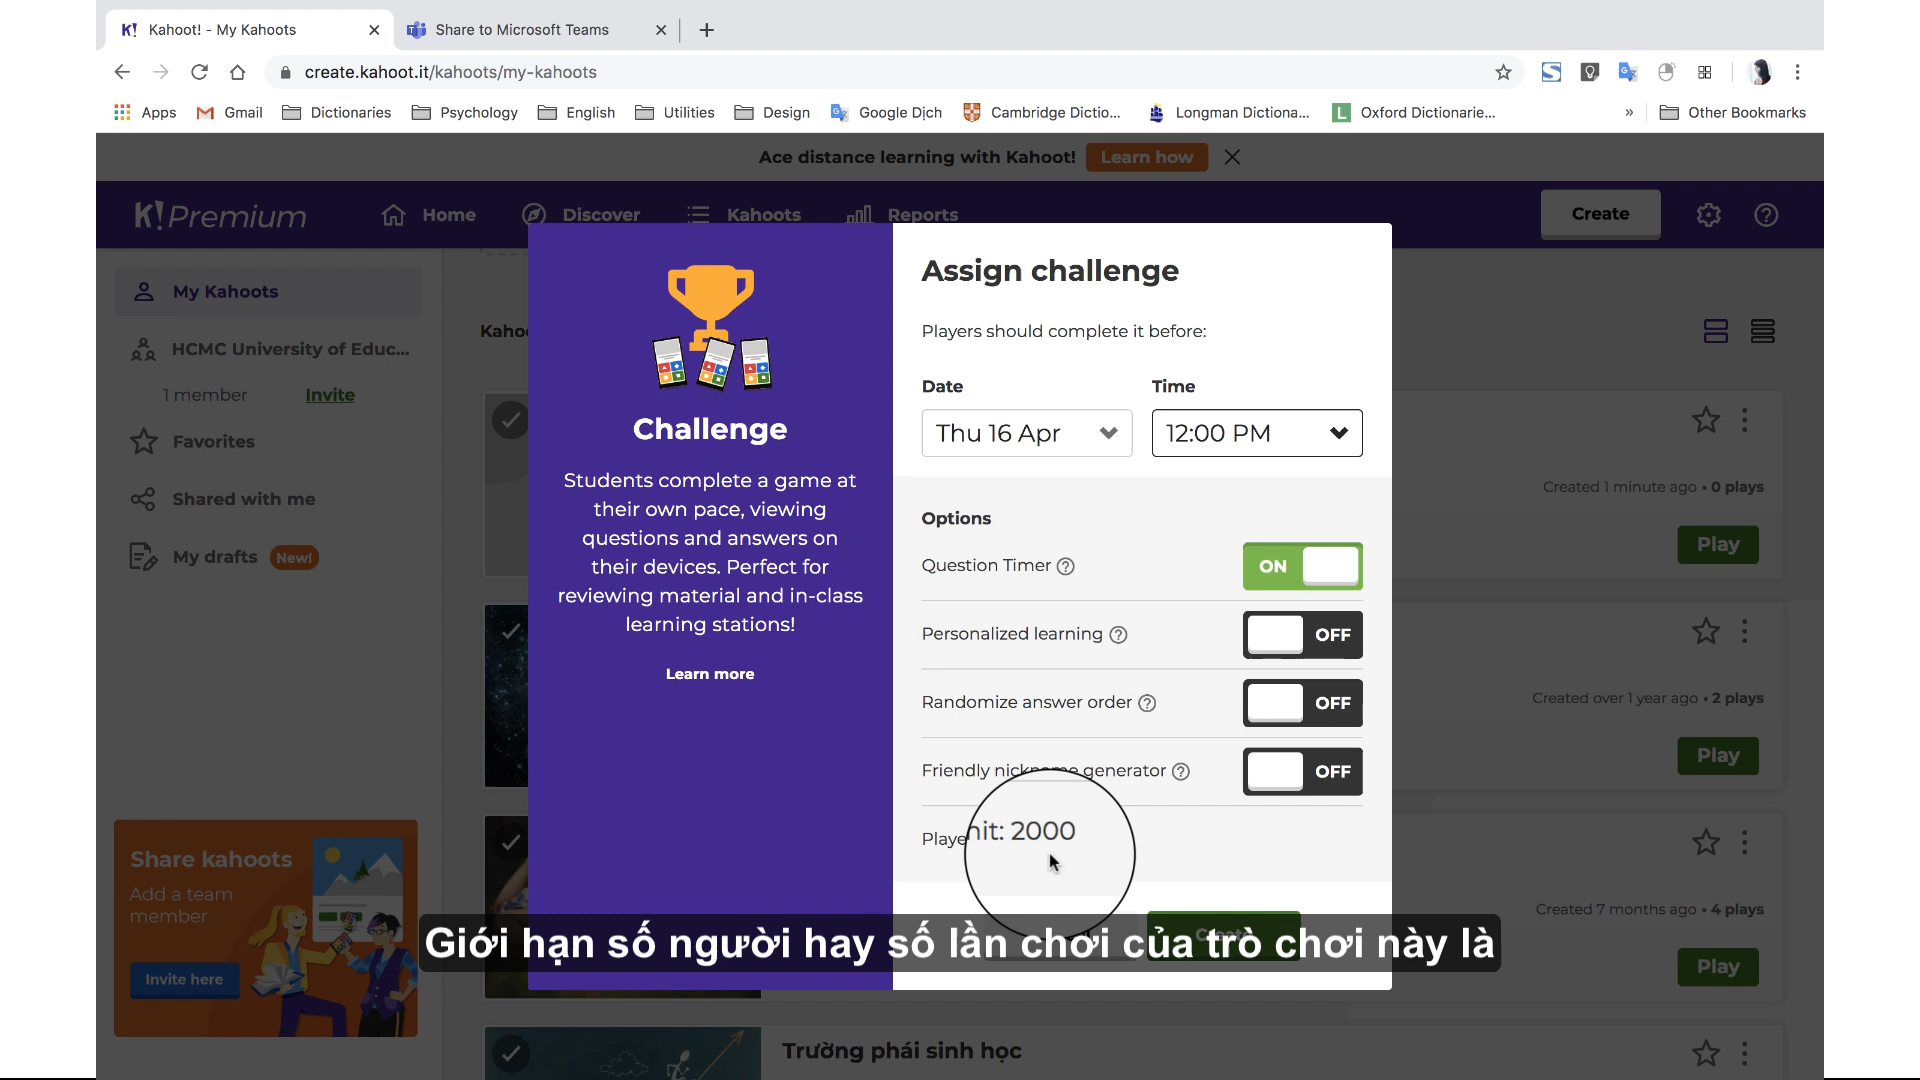 Kahoot! - My Kahoots
Share to Microsoft Teams
create.kahoot.it/kahoots/my-kahoots
Apps
Gmail
Dictionaries
Psychology
English
Utilities
Design
Google Dịch
Cambridge Dictio...
Longman Dictiona...
Oxford Dictionarie...
»
Other Bookmarks
Ace distance learning with Kahoot!
Learn how
K! Premium
Home
Discover
Kahoots
Reports
Create
My Kahoots
HCMC University of Educ...
1 member
Invite
Favorites
Shared with me
My drafts
New!
Share kahoots
Add a team
member
Invite here
Challenge
Students complete a game at
their own pace, viewing
questions and answers on
their devices. Perfect for
reviewing material and in-class
learning stations!
Learn more
Assign challenge
Players should complete it before:
Date
Time
Thu 16 Apr
12:00 PM
Options
Question Timer
ON
Personalized learning
OFF
Randomize answer order
OFF
Friendly generator
OFF
2000
Created 1 minute ago • 0 plays
Play
Created over 1 year ago • 2 plays
Play
Created 7 months ago • 4 plays
Play
Trường phái sinh học
Giới hạn số người hay số lần chơi của trò chơi này là